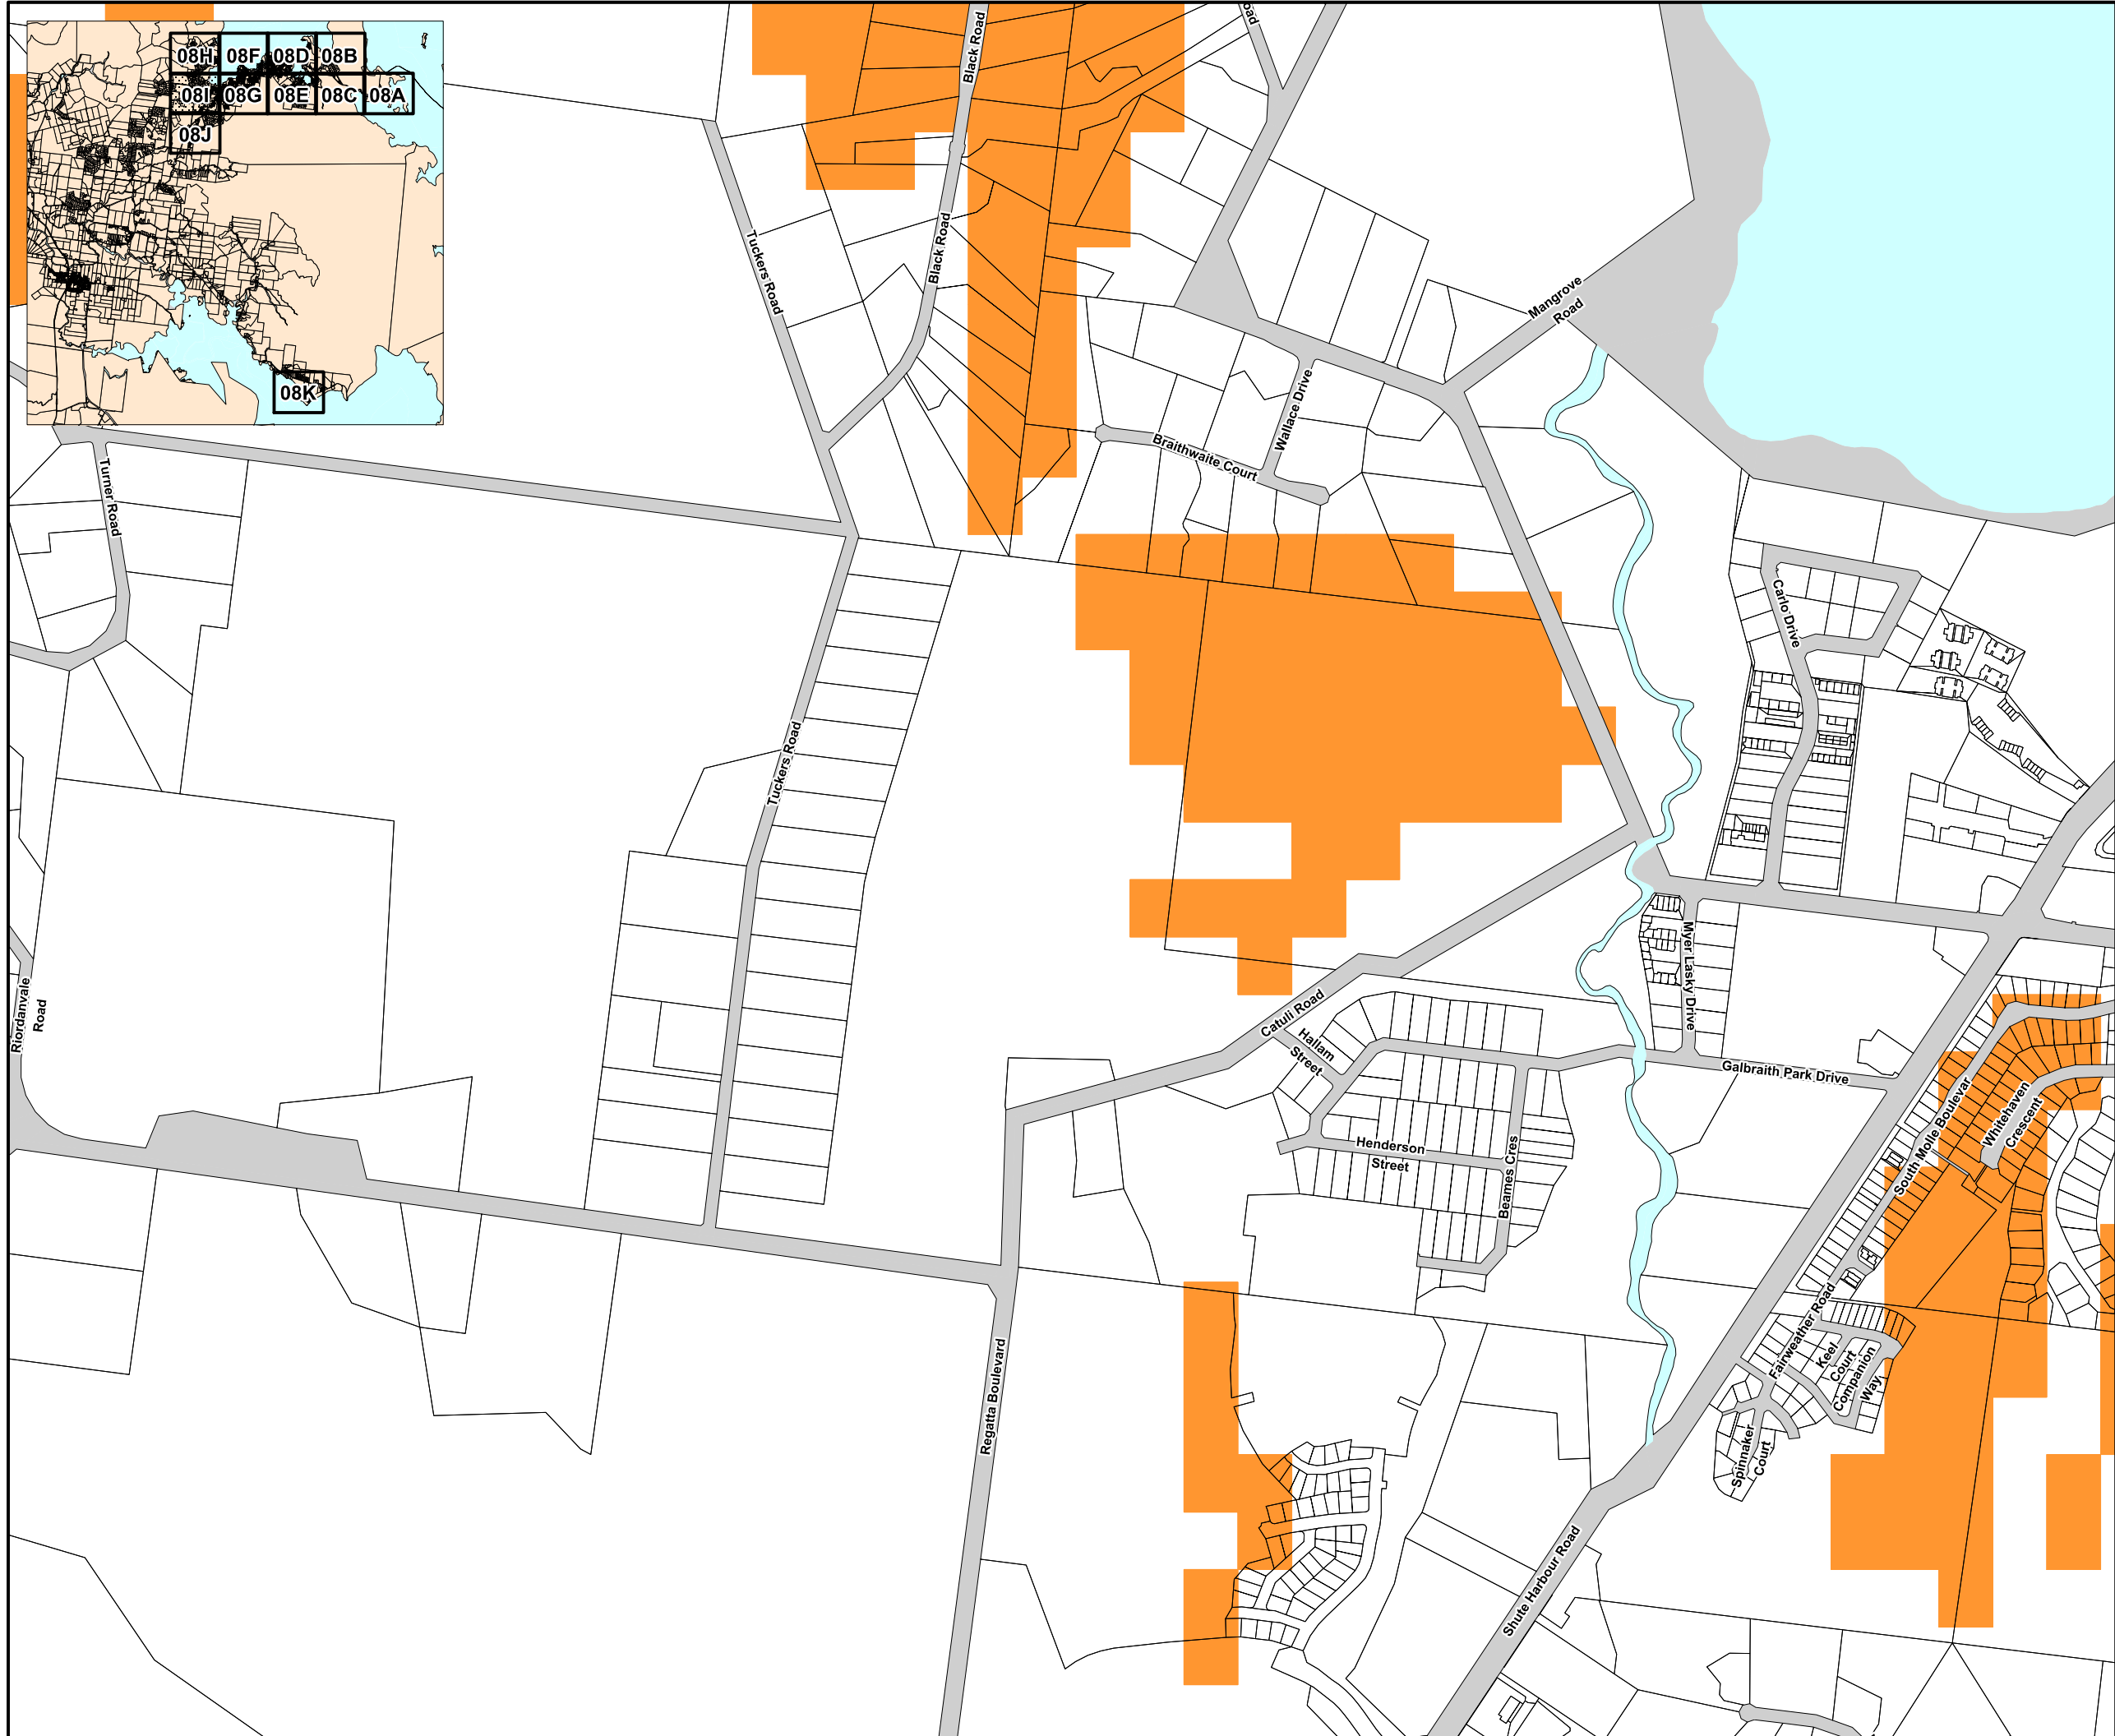 08H 08F 08D 08B
08I 08G 08E 08C 08A
08J
08K
Black Road
oad
Tuckers Road
Black Road
Mangrove
Road
Wallace Drive
Braithwaite Court
Turner Road
Carlo Drive
Tuckers Road
Riordanvale
Road
Myer Lasky Drive
Catuli Road
Hallam
Street
Galbraith Park Drive
South Molle Boulevar
Whitehaven
Crescent
Henderson
Street
Beames Cres
Fairweather Road
Keel
Court
Companion
Way
Regatta Boulevard
Spinnaker
Court
Shute Harbour Road